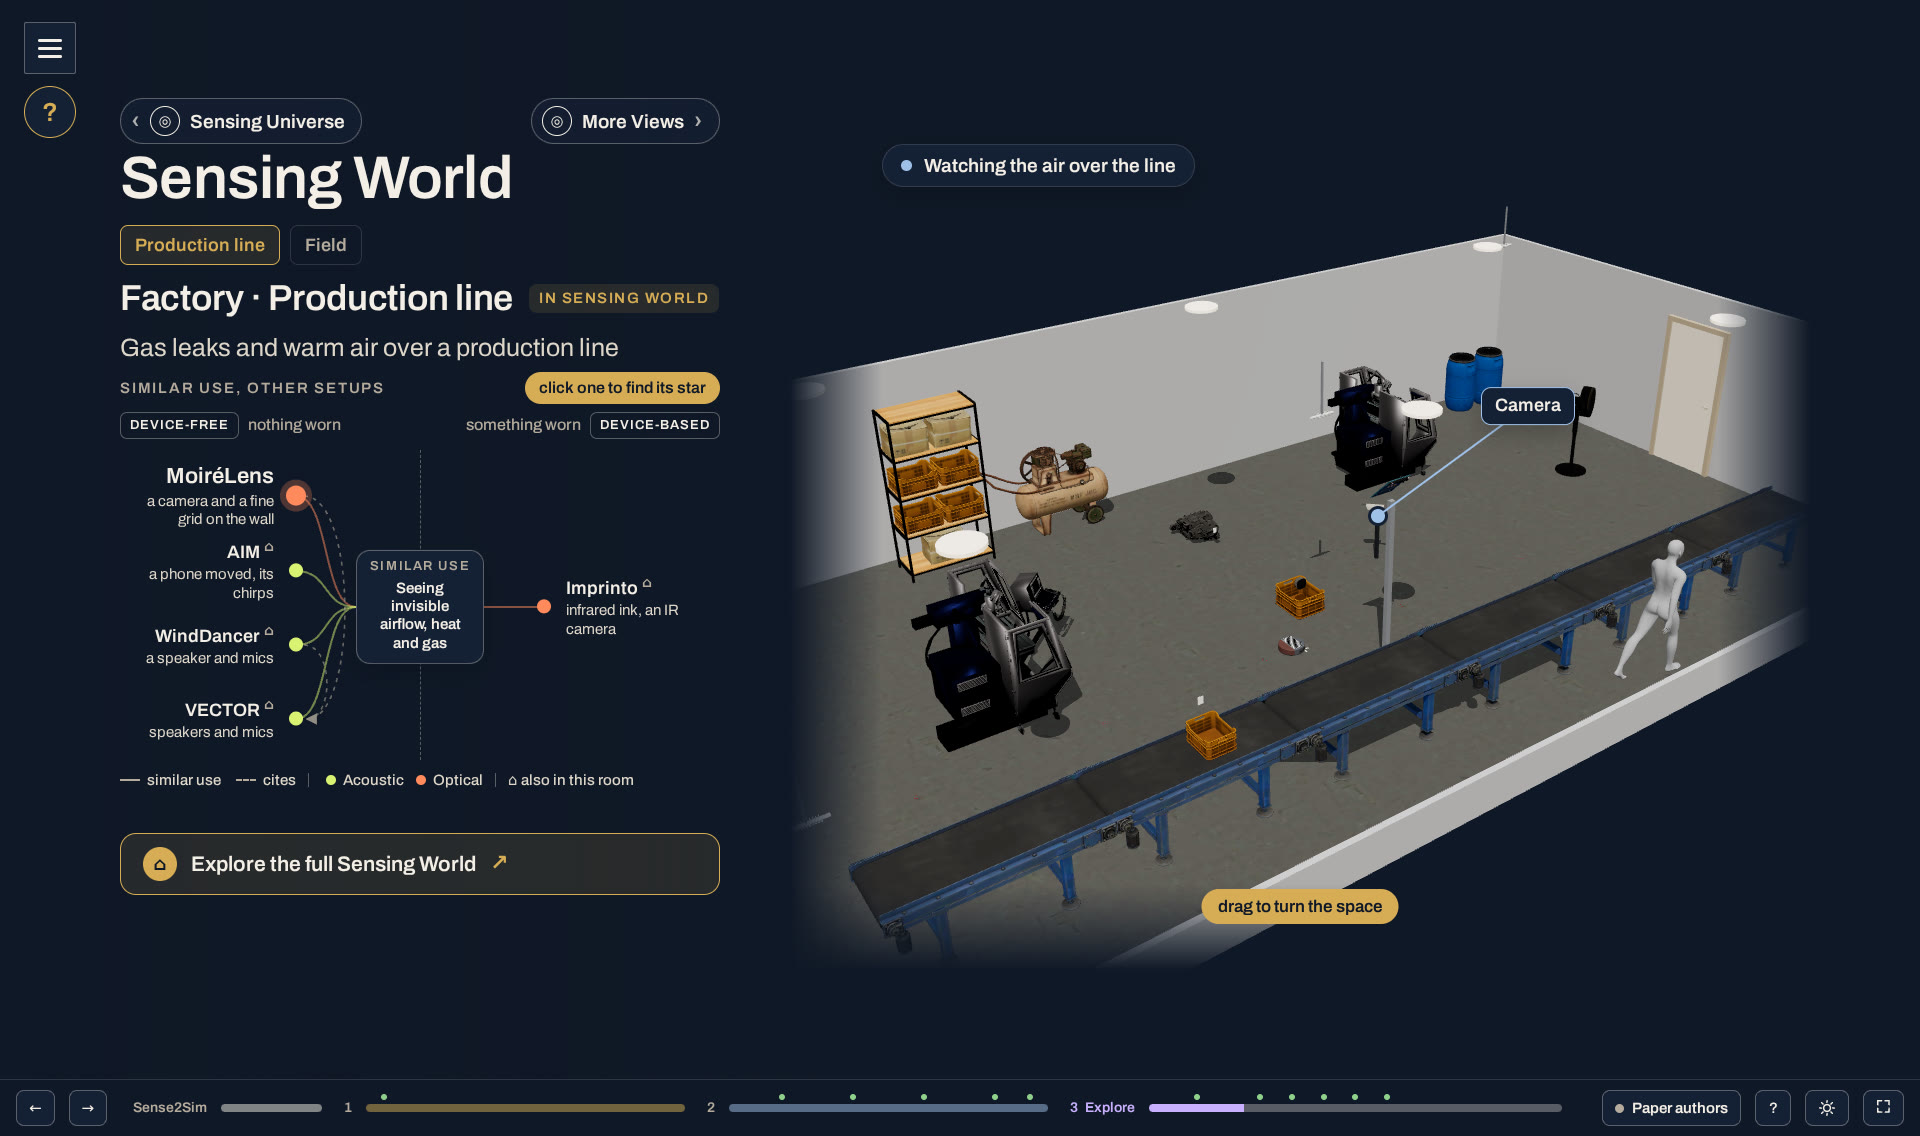 ?
‹ Sensing Universe
More Views ›
Sensing World
Production line
Field
Factory · Production line
IN SENSING WORLD
Gas leaks and warm air over a production line
SIMILAR USE, OTHER SETUPS
click one to find its star
DEVICE-FREE nothing worn
something worn DEVICE-BASED
MoiréLens
a camera and a fine
grid on the wall
AIM
a phone moved, its
chirps
WindDancer
a speaker and mics
VECTOR
speakers and mics
SIMILAR USE
Seeing
invisible
airflow, heat
and gas
Imprinto
infrared ink, an IR
camera
similar use
cites
Acoustic
Optical
also in this room
Explore the full Sensing World ↗
Watching the air over the line
Camera
drag to turn the space
← → Sense2Sim 1 2 3 Explore Paper authors ?